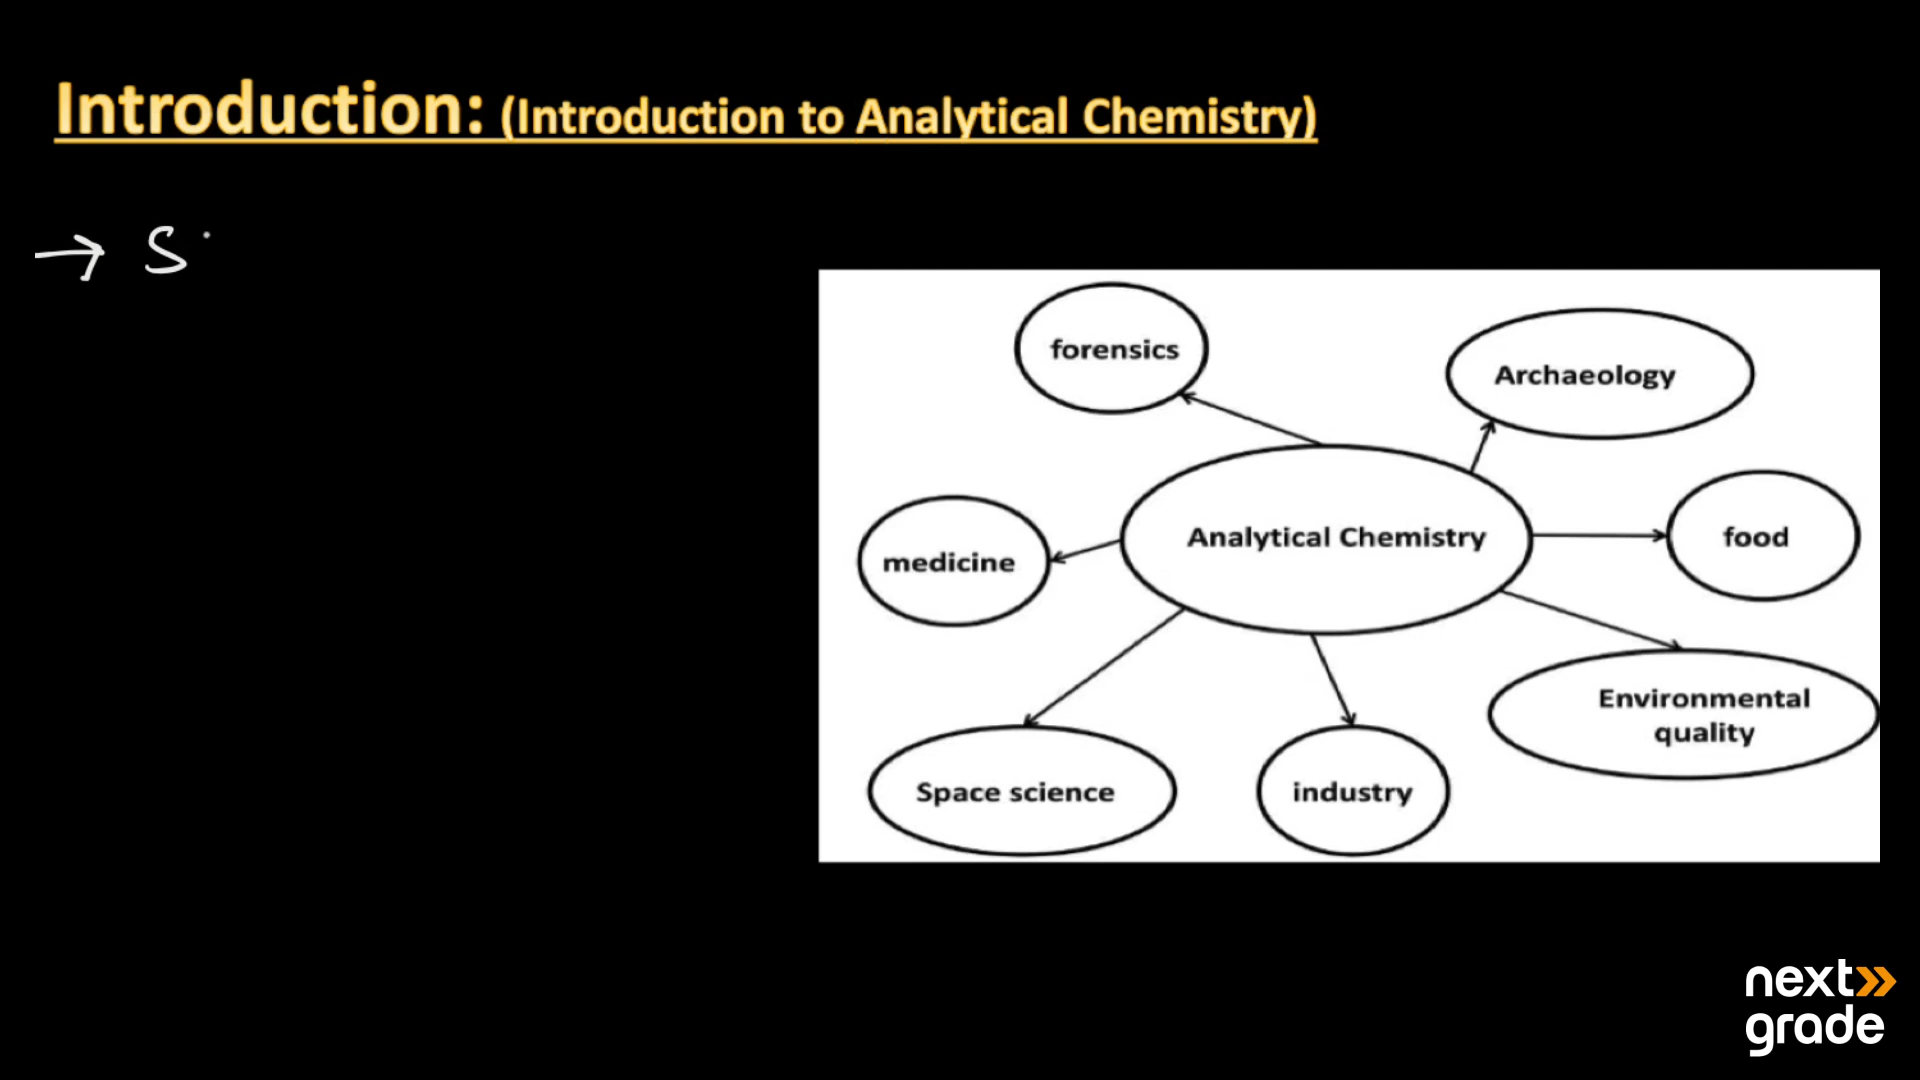 Introduction: (Introduction to Analytical Chemistry)
→ S
forensics
Archaeology
Analytical Chemistry
food
medicine
Environmental
quality
Space science
industry
next
grade